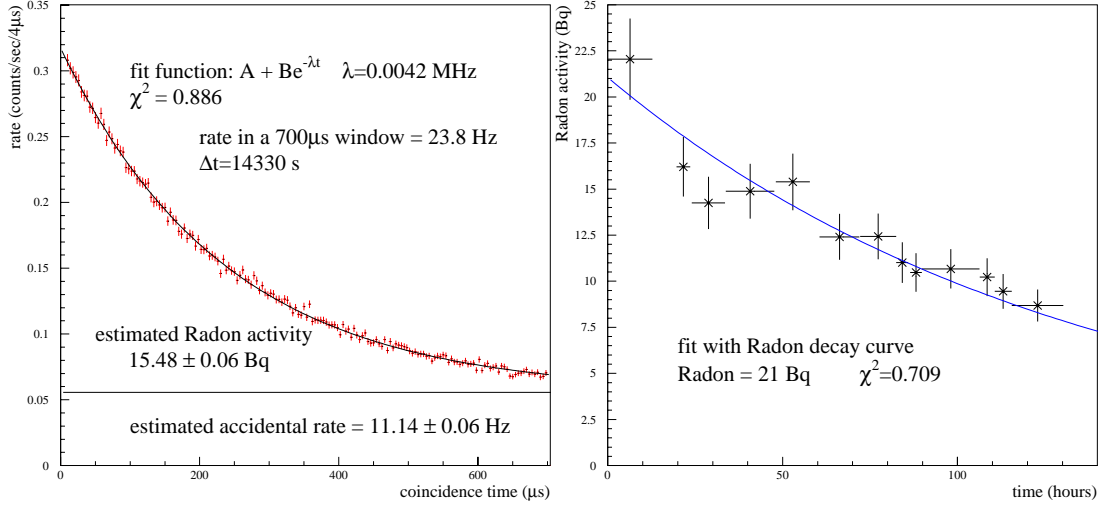 rate (counts/sec/4μs)
0.35
0.3
0.25
0.2
0.15
0.1
0.05
0
fit function: A + Be^-λt λ=0.0042 MHz
χ² = 0.886
rate in a 700μs window = 23.8 Hz
Δt=14330 s
estimated Radon activity
15.48 ± 0.06 Bq
estimated accidental rate = 11.14 ± 0.06 Hz
0 200 400 600
coincidence time (μs)
Radon activity (Bq)
25
22.5
20
17.5
15
12.5
10
7.5
5
2.5
0
fit with Radon decay curve
Radon = 21 Bq χ²=0.709
0 50 100
time (hours)